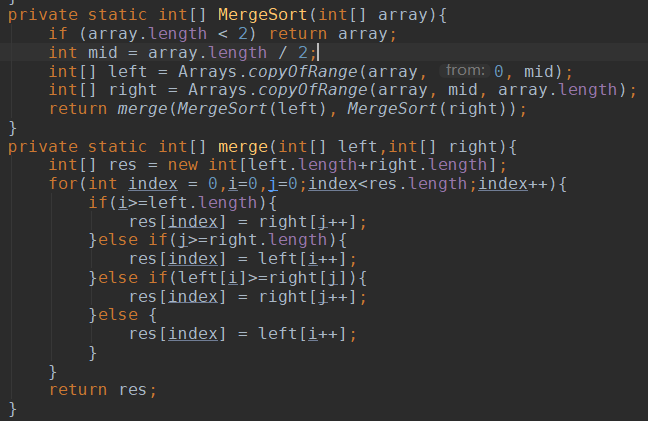 private static int[] MergeSort(int[] array){
    if (array.length < 2) return array;
    int mid = array.length / 2;
    int[] left = Arrays.copyOfRange(array, from: 0, mid);
    int[] right = Arrays.copyOfRange(array, mid, array.length);
    return merge(MergeSort(left), MergeSort(right));
}
private static int[] merge(int[] left,int[] right){
    int[] res = new int[left.length+right.length];
    for(int index = 0,i=0,j=0;index<res.length;index++){
        if(i>=left.length){
            res[index] = right[j++];
        }else if(j>=right.length){
            res[index] = left[i++];
        }else if(left[i]>=right[j]){
            res[index] = right[j++];
        }else {
            res[index] = left[i++];
        }
    }
    return res;
}